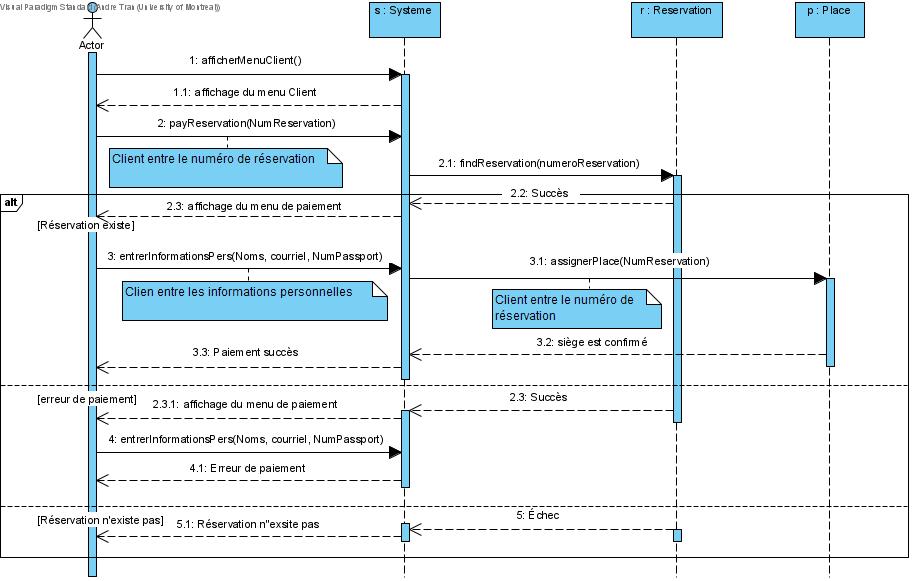 Visual Paradigm Standard(Andre Tran(University of Montreal))
s : Systeme
r : Reservation
p : Place
Actor
1: afficherMenuClient()
1.1: affichage du menu Client
2: payReservation(NumReservation)
Client entre le numéro de réservation
2.1: findReservation(numeroReservation)
alt
2.2: Succès
2.3: affichage du menu de paiement
[Réservation existe]
3: entrerInformationsPers(Noms, courriel, NumPassport)
3.1: assignerPlace(NumReservation)
Clien entre les informations personnelles
Client entre le numéro de
réservation
3.2: siège est confirmé
3.3: Paiement succès
[erreur de paiement]
2.3: Succès
2.3.1: affichage du menu de paiement
4: entrerInformationsPers(Noms, courriel, NumPassport)
4.1: Erreur de paiement
[Réservation n'existe pas]
5: Échec
5.1: Réservation n''exsite pas